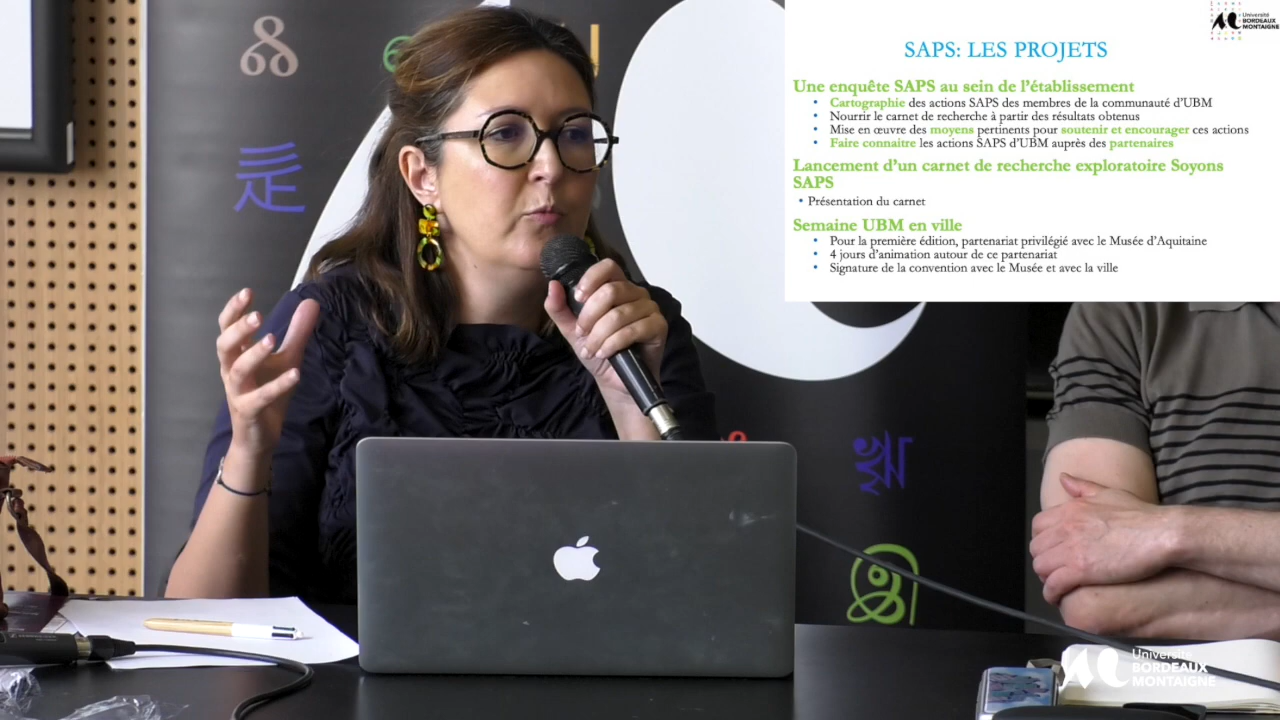 Université
BORDEAUX
MONTAIGNE
SAPS: LES PROJETS
Une enquête SAPS au sein de l'établissement
• Cartographie des actions SAPS des membres de la communauté d'UBM
• Nourrir le carnet de recherche à partir des résultats obtenus
• Mise en œuvre des moyens pertinents pour soutenir et encourager ces actions
• Faire connaitre les actions SAPS d'UBM auprès des partenaires
Lancement d'un carnet de recherche exploratoire Soyons
SAPS
• Présentation du carnet
Semaine UBM en ville
• Pour la première édition, partenariat privilégié avec le Musée d'Aquitaine
• 4 jours d'animation autour de ce partenariat
• Signature de la convention avec le Musée et avec la ville
Université
BORDEAUX
MONTAIGNE